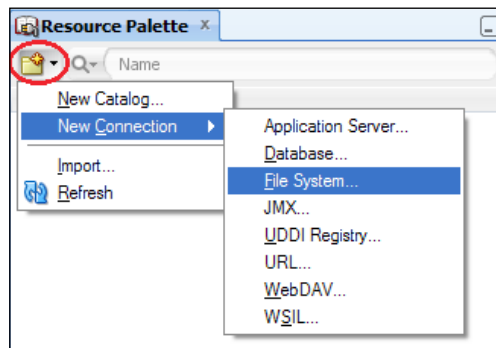 Resource Palette x
Name
New Catalog...
New Connection
Import...
Refresh
Application Server...
Database...
File System...
JMX...
UDDI Registry...
URL...
WebDAV...
WSIL...